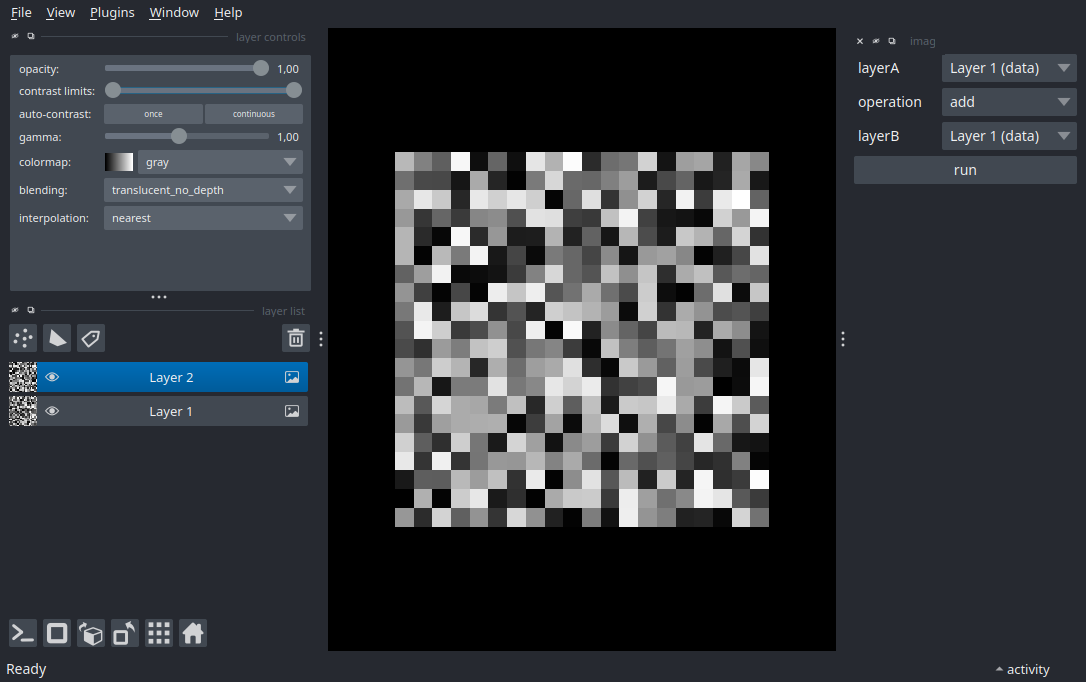 File View Plugins Window Help
layer controls
opacity: 1,00
contrast limits:
auto-contrast: once continuous
gamma: 1,00
colormap: gray
blending: translucent_no_depth
interpolation: nearest
layer list
Layer 2
Layer 1
imag
layerA Layer 1 (data)
operation add
layerB Layer 1 (data)
run
Ready
activity